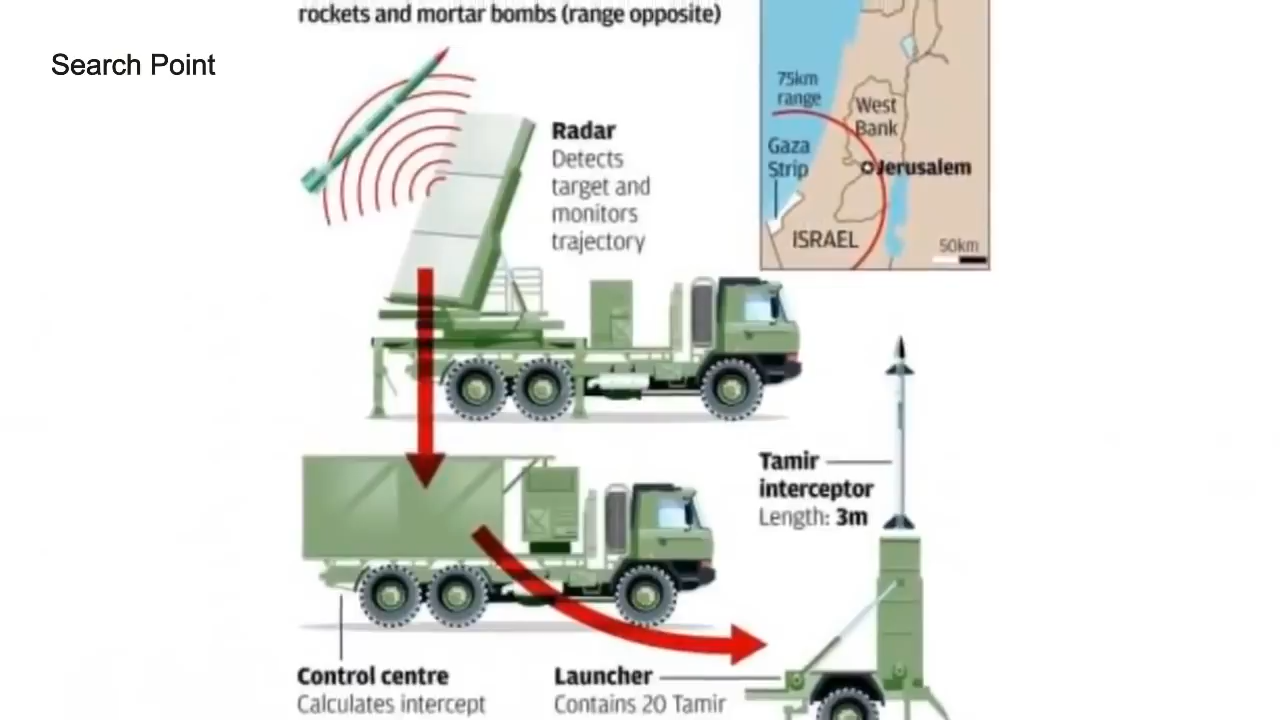 rockets and mortar bombs (range opposite)
Search Point
Radar
Detects
target and
monitors
trajectory
75km
range
West
Bank
Gaza
Strip
Jerusalem
ISRAEL
50km
Tamir
interceptor
Length: 3m
Control centre
Calculates intercept
Launcher
Contains 20 Tamir